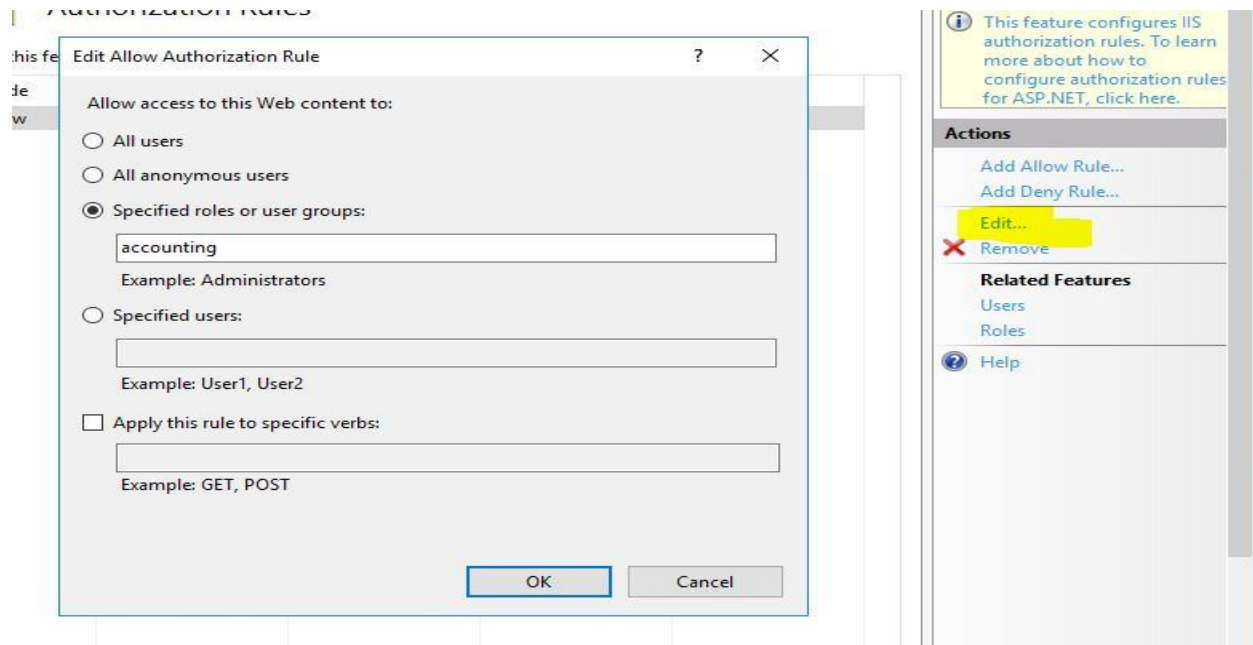 Authorization Rules
this fe
Edit Allow Authorization Rule
?
de
w
Allow access to this Web content to:
All users
All anonymous users
Specified roles or user groups:
accounting
Example: Administrators
Specified users:
Example: User1, User2
Apply this rule to specific verbs:
Example: GET, POST
OK
Cancel
This feature configures IIS
authorization rules. To learn
more about how to
configure authorization rules
for ASP.NET, click here.
Actions
Add Allow Rule...
Add Deny Rule...
Edit...
Remove
Related Features
Users
Roles
Help